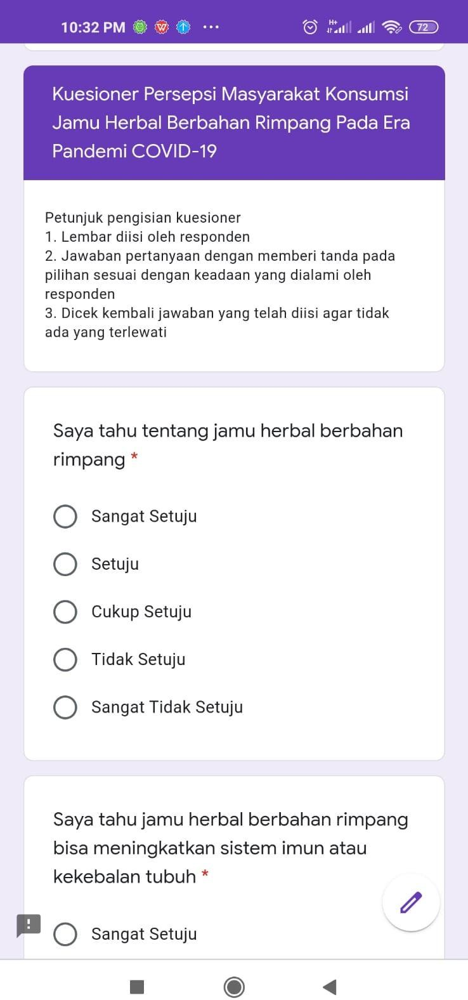 10:32 PM
H+
72
Kuesioner Persepsi Masyarakat Konsumsi
Jamu Herbal Berbahan Rimpang Pada Era
Pandemi COVID-19
Petunjuk pengisian kuesioner
1. Lembar diisi oleh responden
2. Jawaban pertanyaan dengan memberi tanda pada
pilihan sesuai dengan keadaan yang dialami oleh
responden
3. Dicek kembali jawaban yang telah diisi agar tidak
ada yang terlewati
Saya tahu tentang jamu herbal berbahan
rimpang *
Sangat Setuju
Setuju
Cukup Setuju
Tidak Setuju
Sangat Tidak Setuju
Saya tahu jamu herbal berbahan rimpang
bisa meningkatkan sistem imun atau
kekebalan tubuh *
!
Sangat Setuju